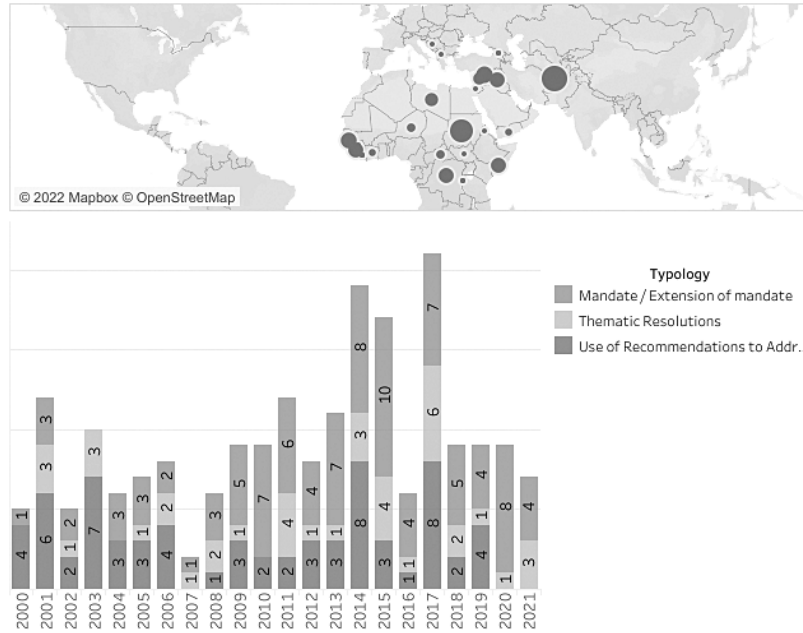 © 2022 Mapbox © OpenStreetMap
Typology
Mandate / Extension of mandate
Thematic Resolutions
Use of Recommendations to Addr..
1 4
3 3 6
2 1 2
3 7
3 3
3 1 3
2 2 4
1 1
3 2 1
5 1 3
7 2
6 4 2
4 1 3
7 1 3
8 3 8
10 4 3
4 1 1
7 6 8
5 2 2
4 1 4
8 1
4 3
2000 2001 2002 2003 2004 2005 2006 2007 2008 2009 2010 2011 2012 2013 2014 2015 2016 2017 2018 2019 2020 2021